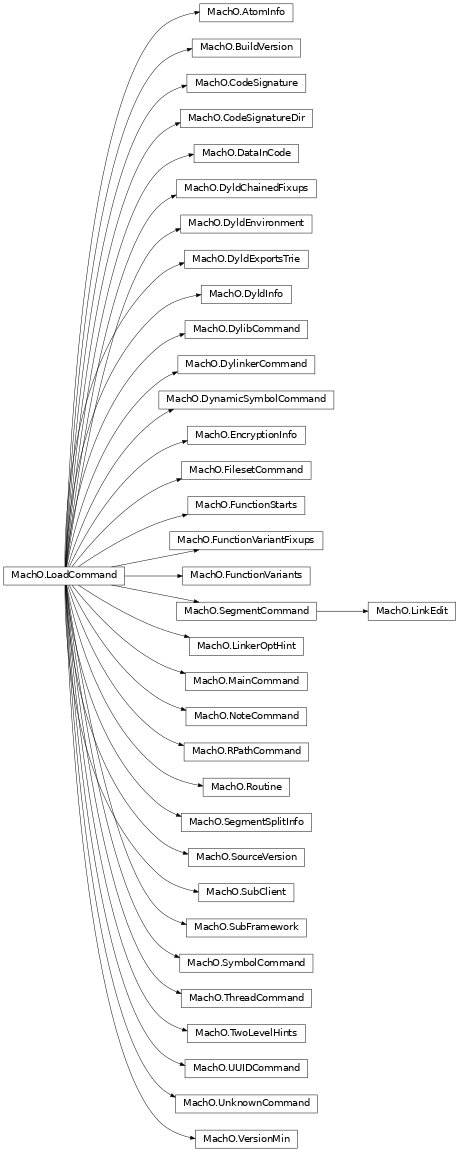 MachO.AtomInfo
MachO.BuildVersion
MachO.CodeSignature
MachO.CodeSignatureDir
MachO.DataInCode
MachO.DyldChainedFixups
MachO.DyldEnvironment
MachO.DyldExportsTrie
MachO.DyldInfo
MachO.DylibCommand
MachO.DylinkerCommand
MachO.DynamicSymbolCommand
MachO.EncryptionInfo
MachO.FilesetCommand
MachO.FunctionStarts
MachO.FunctionVariantFixups
MachO.LoadCommand
MachO.FunctionVariants
MachO.SegmentCommand
MachO.LinkEdit
MachO.LinkerOptHint
MachO.MainCommand
MachO.NoteCommand
MachO.RPathCommand
MachO.Routine
MachO.SegmentSplitInfo
MachO.SourceVersion
MachO.SubClient
MachO.SubFramework
MachO.SymbolCommand
MachO.ThreadCommand
MachO.TwoLevelHints
MachO.UUIDCommand
MachO.UnknownCommand
MachO.VersionMin